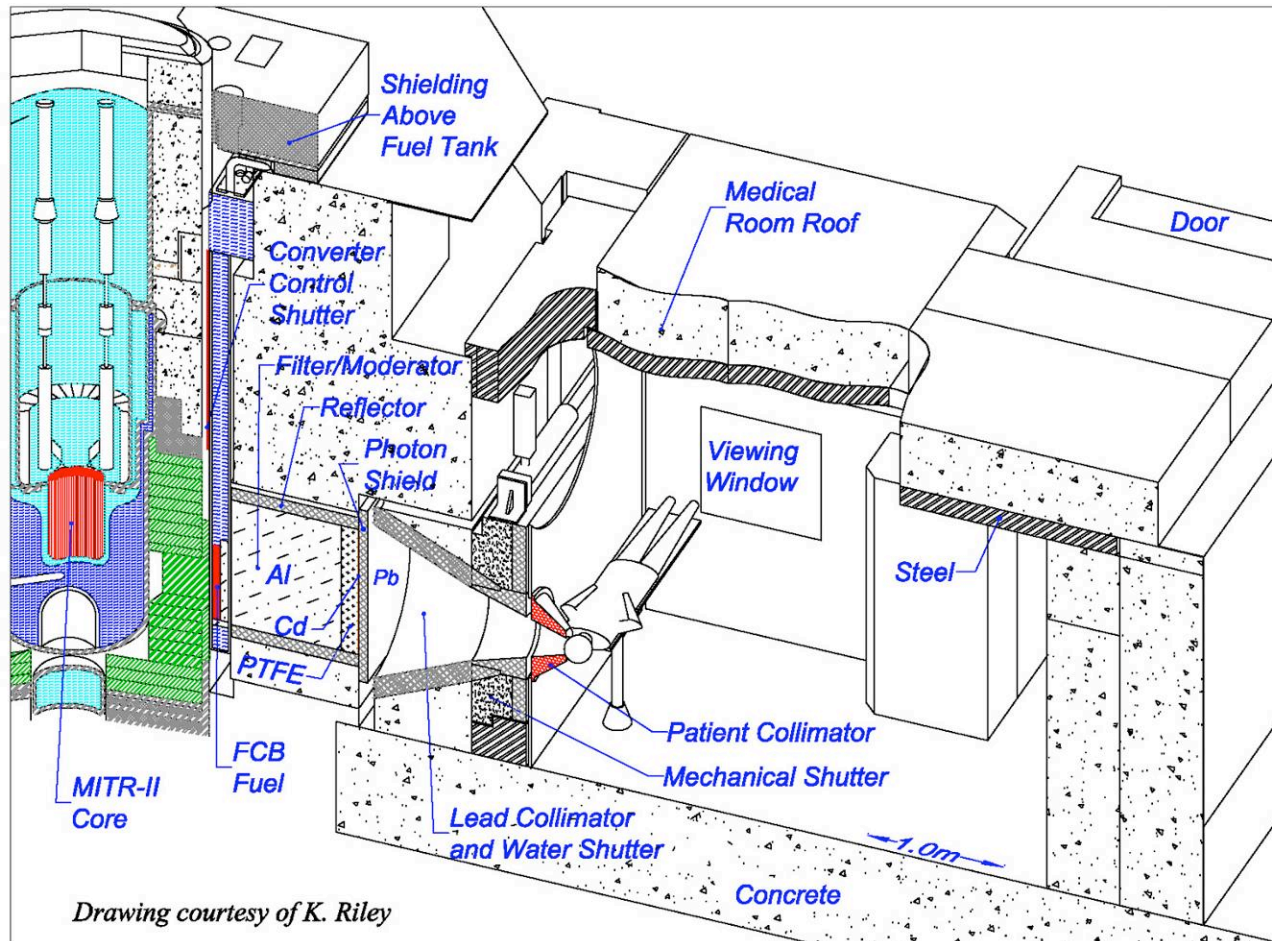 Shielding
Above
Fuel Tank
Medical
Room Roof
Door
Converter
Control
Shutter
Filter/Moderator
Reflector
Photon
Shield
Viewing
Window
Steel
Al
Pb
Cd
PTFE
Patient Collimator
Mechanical Shutter
FCB
Fuel
MITR-II
Core
Lead Collimator
and Water Shutter
1.0m
Concrete
Drawing courtesy of K. Riley